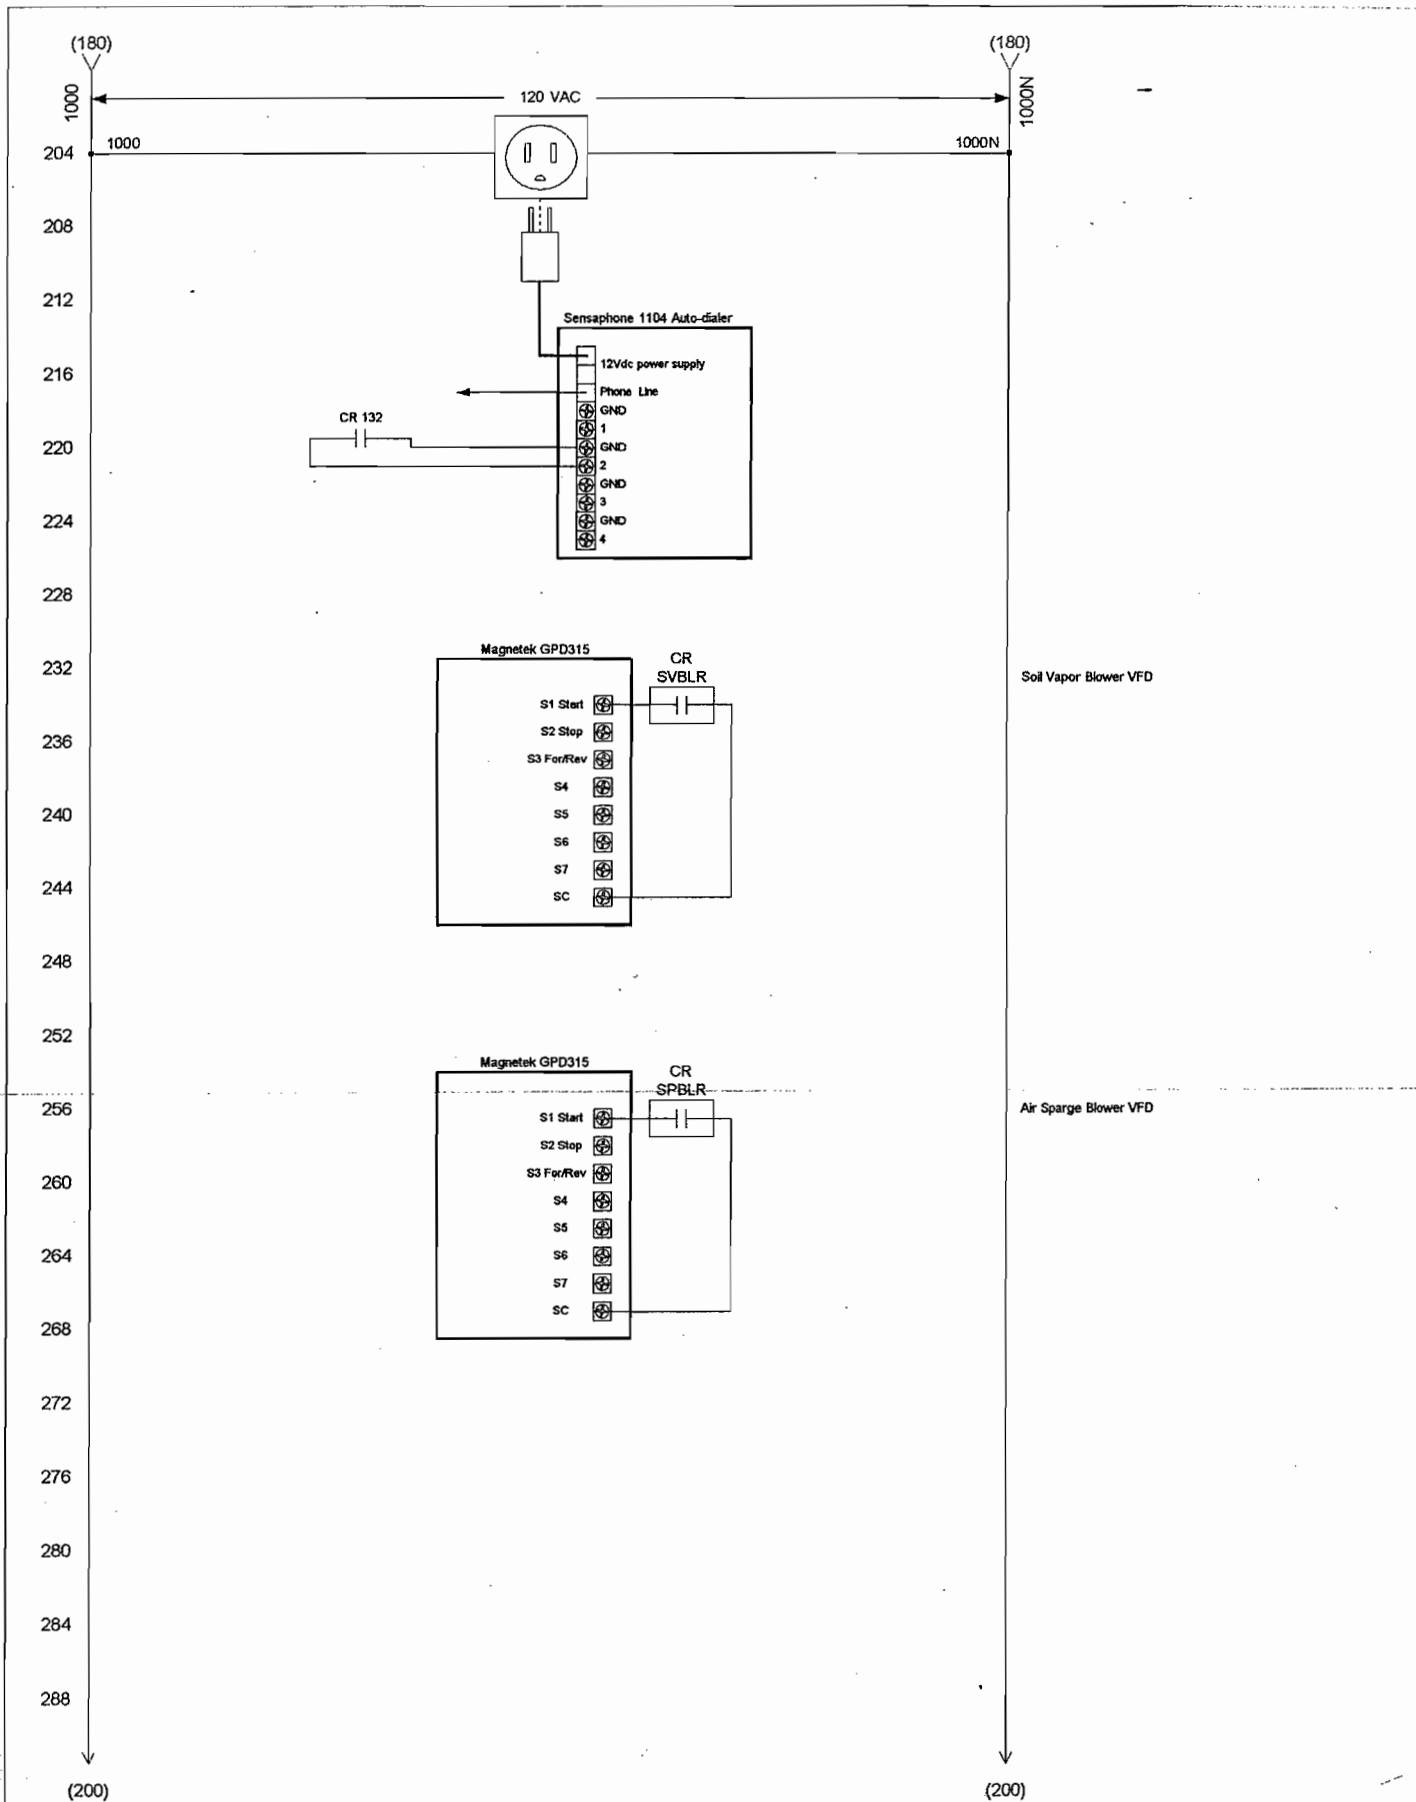 (180) (180)
1000 1000N
120 VAC
204 1000 1000N
208
212
Sensaphone 1104 Auto-dialer
12Vdc power supply
216
Phone Line
GND
CR 132
1
220 GND
2
GND
3
224 GND
4
228
Magnetek GPD315
CR
232
SVBLR
Soil Vapor Blower VFD
S1 Start
S2 Stop
236
S3 For/Rev
S4
240 S5
S6
S7
244
SC
248
252
Magnetek GPD315
CR
SPBLR
256 Air Sparge Blower VFD
S1 Start
S2 Stop
S3 For/Rev
260
S4
S5
264 S6
S7
SC
268
272
276
280
284
288
(200) (200)